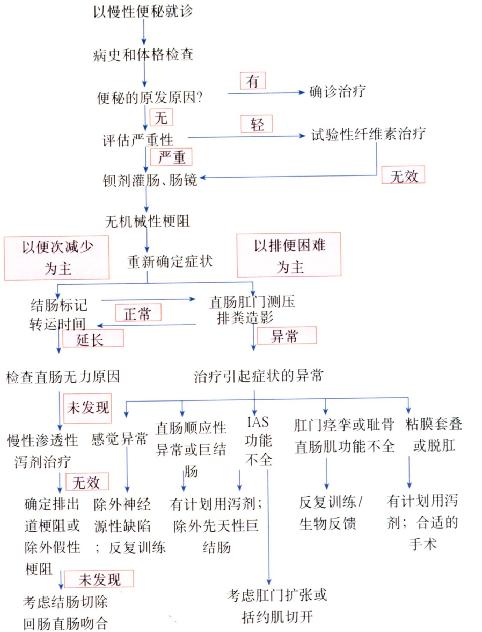 以慢性便秘就诊
病史和体格检查
便秘的原发原因?
有
确诊治疗
无
评估严重性
轻
试验性纤维素治疗
严重
钡剂灌肠、肠镜
无效
无机械性梗阻
以便次减少
为主
重新确定症状
以排便困难
为主
结肠标记
转运时间
正常
直肠肛门测压
排粪造影
延长
异常
检查直肠无力原因
治疗引起症状的异常
未发现
慢性渗透性
泻剂治疗
感觉异常
直肠顺应性
异常或巨结
肠
IAS
功能
不全
肛门痉挛或耻骨
直肠肌功能不全
粘膜套叠
或脱肛
无效
确定排出
道梗阻或
除外假性
梗阻
除外神经
源性缺陷
；反复训练
有计划用泻剂；
除外先天性巨
结肠
反复训练/
生物反馈
有计划用泻
剂；合适的
手术
未发现
考虑结肠切除
回肠直肠吻合
考虑肛门扩张或
括约肌切开